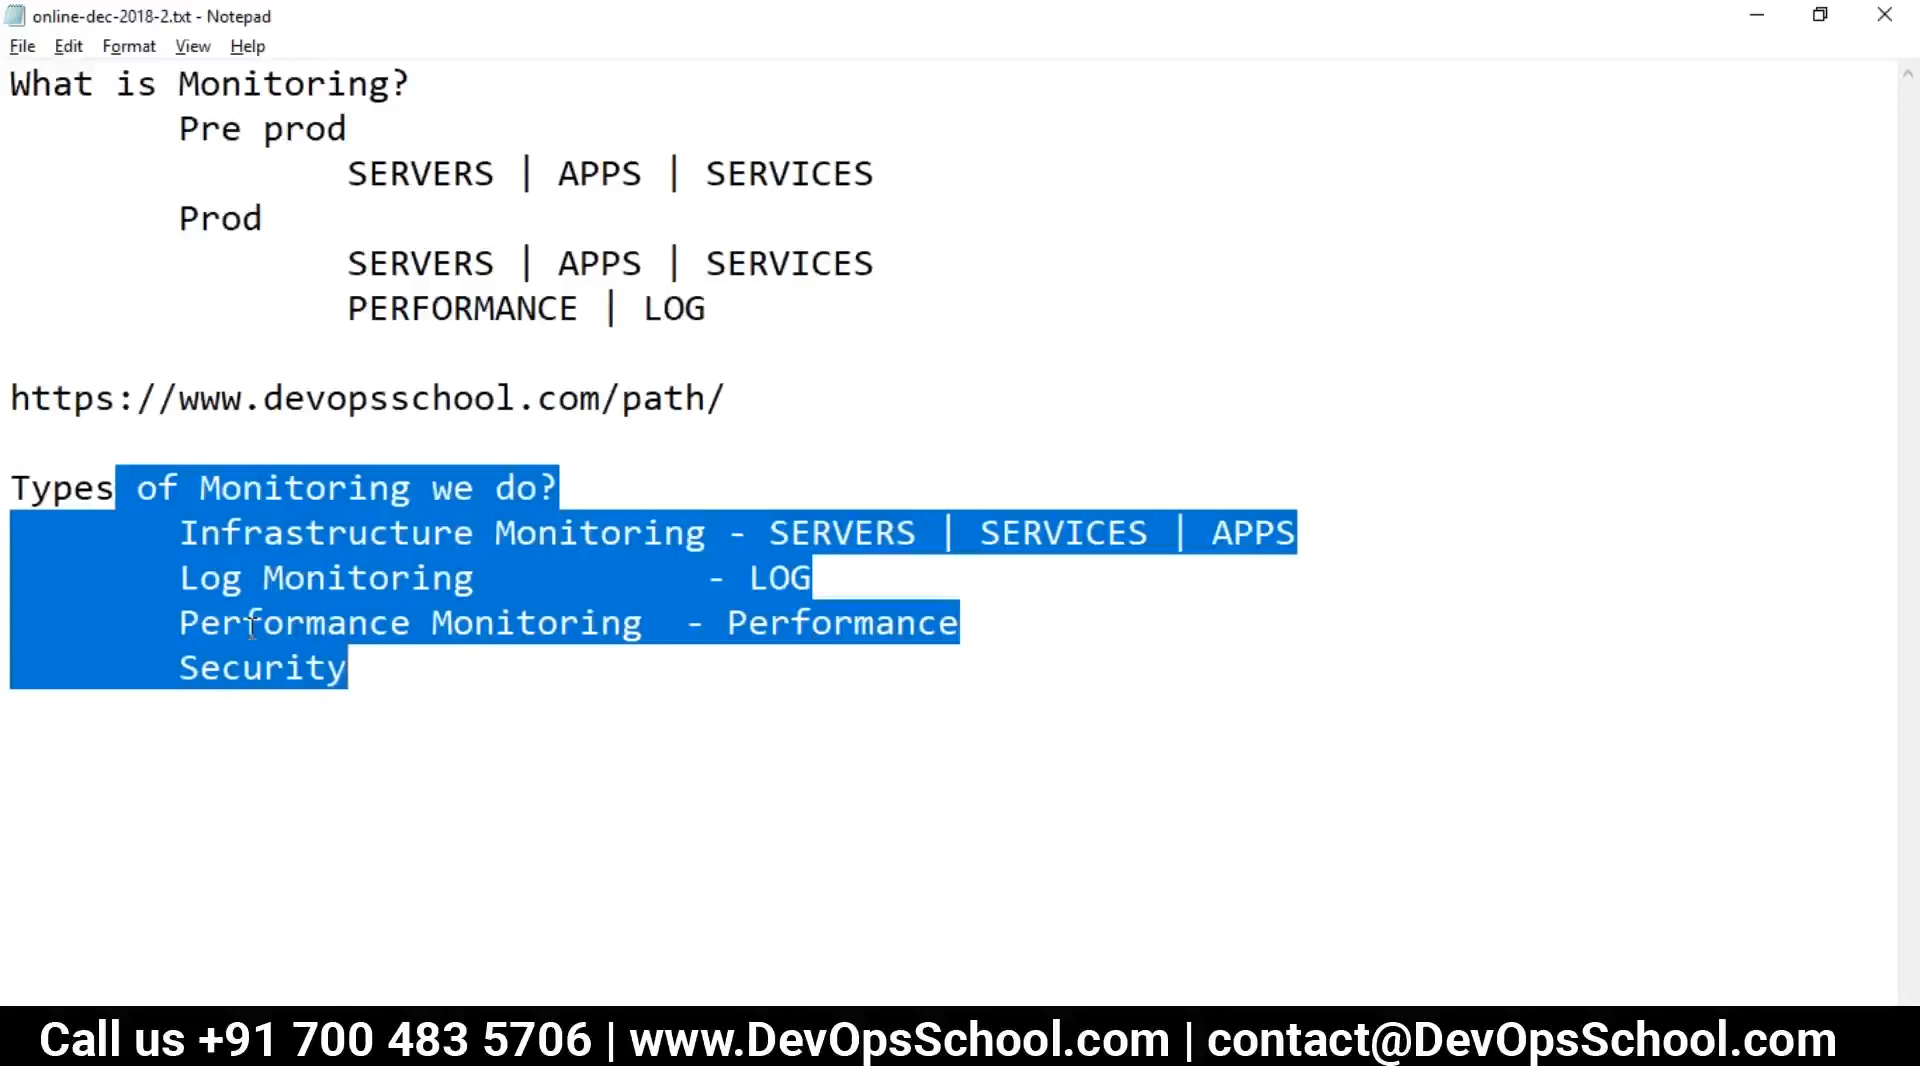 online-dec-2018-2.txt - Notepad
File Edit Format View Help
What is Monitoring?
Pre prod
SERVERS | APPS | SERVICES
Prod
SERVERS | APPS | SERVICES
PERFORMANCE | LOG
https://www.devopsschool.com/path/
Types of Monitoring we do?
Infrastructure Monitoring - SERVERS | SERVICES | APPS
Log Monitoring - LOG
Performance Monitoring - Performance
Security
Call us +91 700 483 5706 | www.DevOpsSchool.com | contact@DevOpsSchool.com